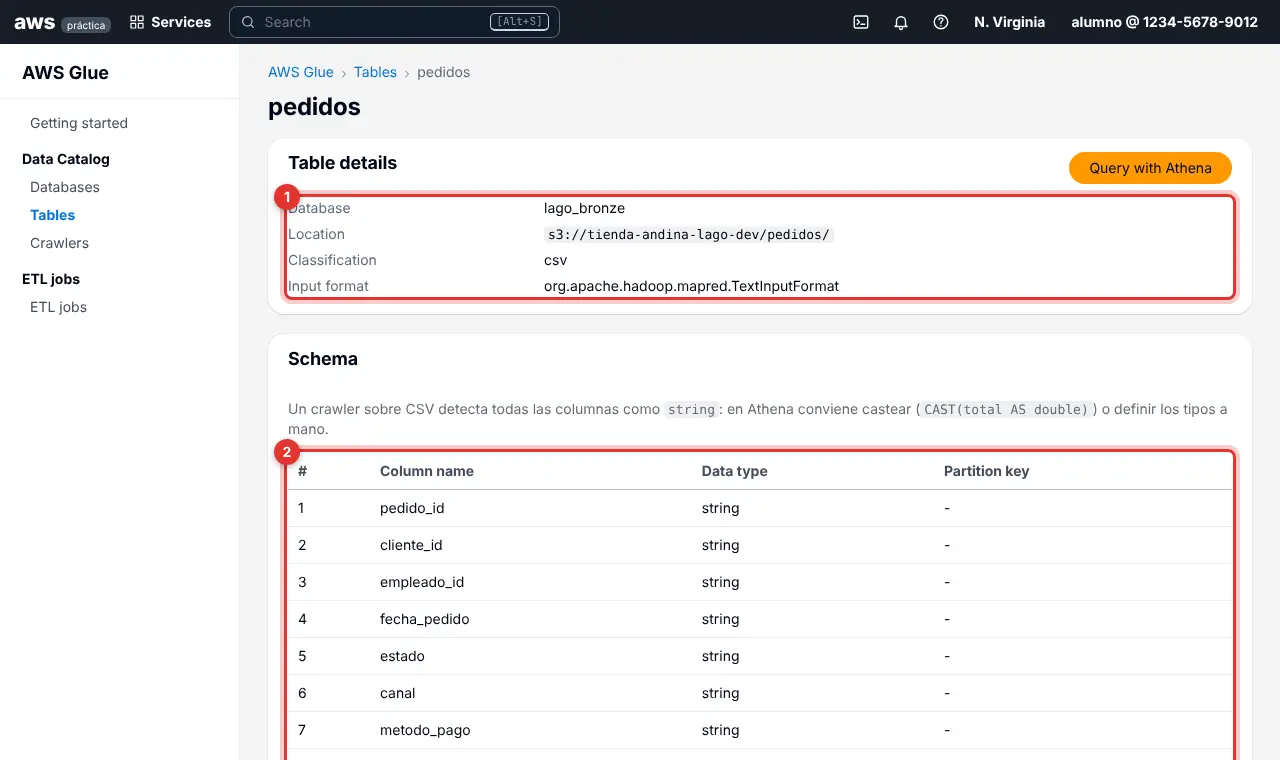 aws práctica Services Search [Alt+S] N. Virginia alumno @ 1234-5678-9012
AWS Glue
Getting started
Data Catalog
Databases
Tables
Crawlers
ETL jobs
ETL jobs
AWS Glue › Tables › pedidos
pedidos
Table details
Query with Athena
1
Database lago_bronze
Location s3://tienda-andina-lago-dev/pedidos/
Classification csv
Input format org.apache.hadoop.mapred.TextInputFormat
Schema
Un crawler sobre CSV detecta todas las columnas como string: en Athena conviene castear (CAST(total AS double)) o definir los tipos a
mano.
2
# Column name Data type Partition key
1 pedido_id string -
2 cliente_id string -
3 empleado_id string -
4 fecha_pedido string -
5 estado string -
6 canal string -
7 metodo_pago string -